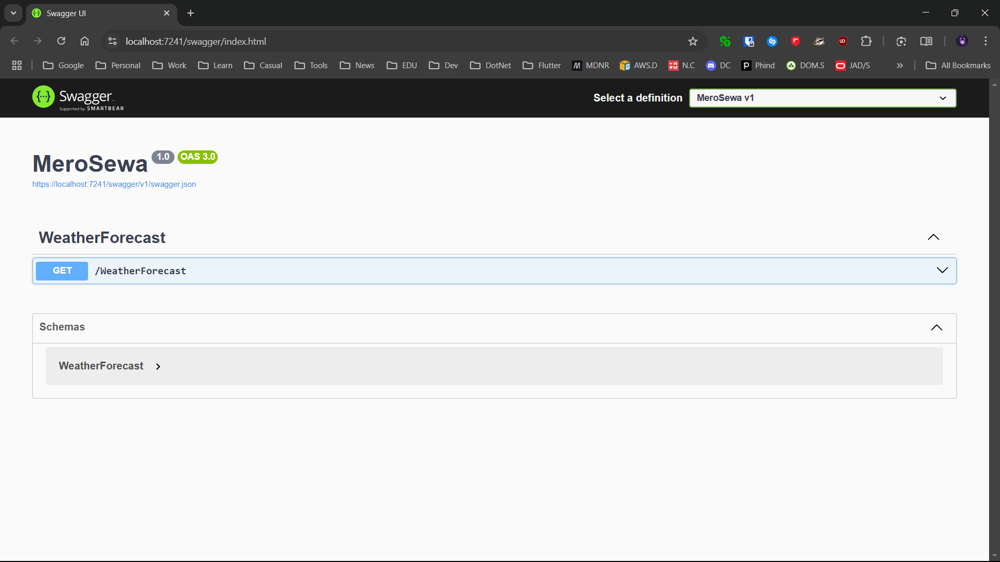 Swagger UI
localhost:7241/swagger/index.html
Google Personal Work Learn Casual Tools News EDU Dev DotNet Flutter MDNR AWS.D N.C DC Phind DOM.S JAD/S All Bookmarks
Swagger
Supported by SMARTBEAR
Select a definition MeroSewa v1
MeroSewa 1.0 OAS 3.0
https://localhost:7241/swagger/v1/swagger.json
WeatherForecast
GET /WeatherForecast
Schemas
WeatherForecast